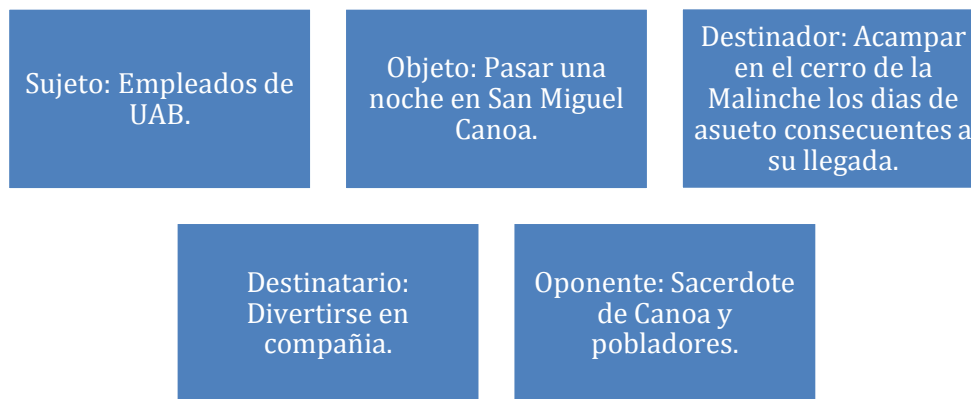 Sujeto: Empleados de
UAB.
Objeto: Pasar una
noche en San Miguel
Canoa.
Destinador: Acampar
en el cerro de la
Malinche los dias de
asueto consecuentes a
su llegada.
Destinatario:
Divertirse en
compañia.
Oponente: Sacerdote
de Canoa y
pobladores.